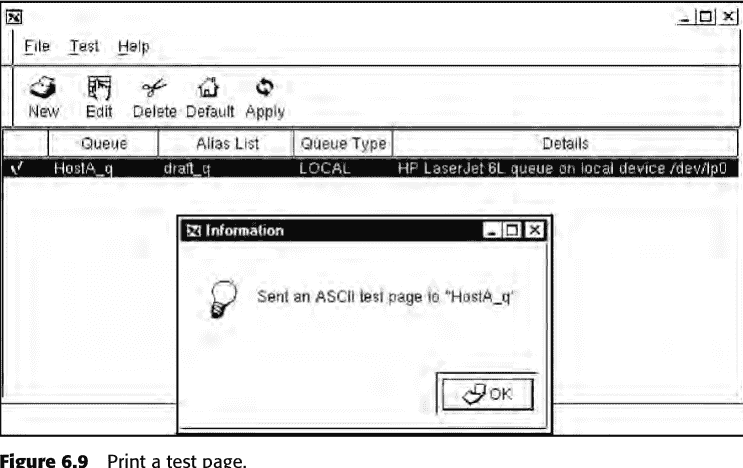 File Test Help
New Edit Delete Default Apply
Queue Alias List Queue Type Details
HostA_q draft_q LOCAL HP LaserJet 6L queue on local device /dev/lp0
Information
Sent an ASCII test page to "HostA_q"
OK
Figure 6.9 Print a test page.